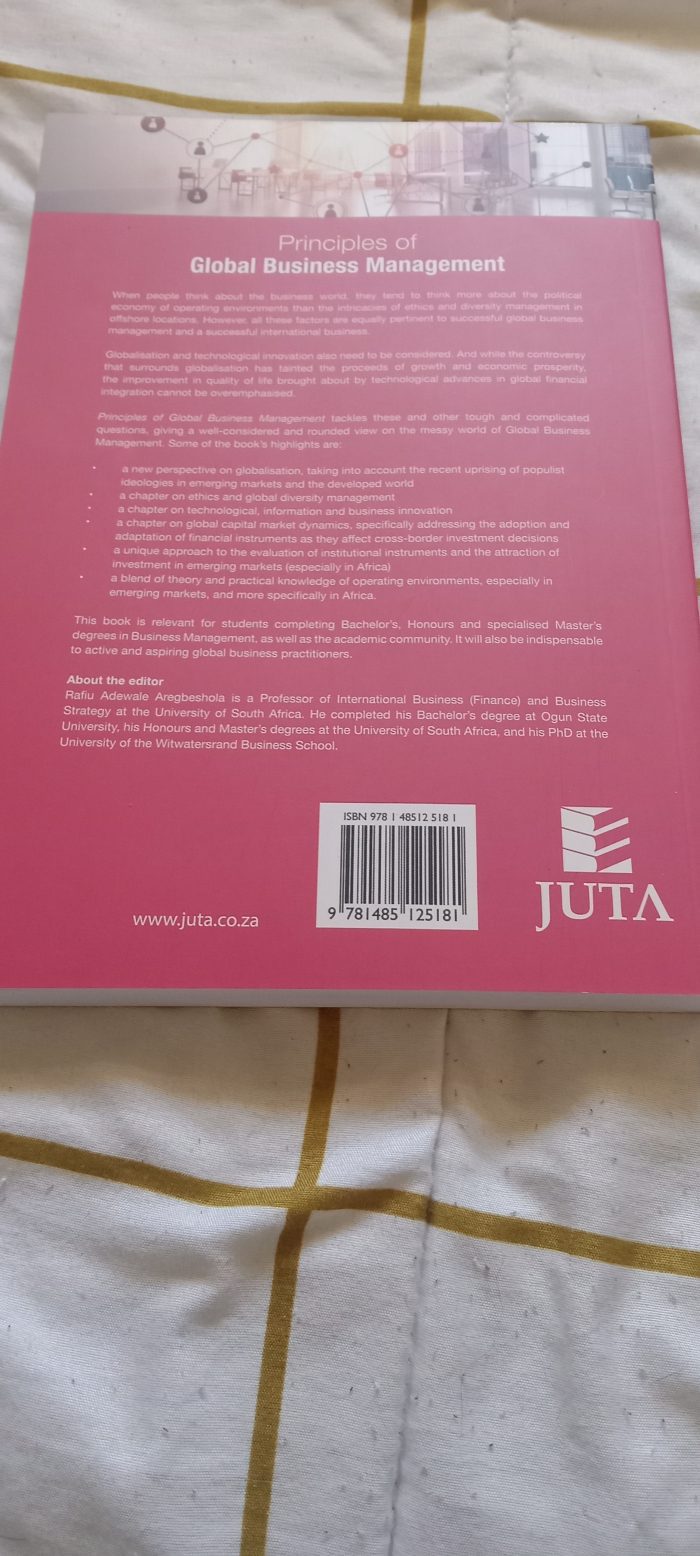 Principles of
Global Business Management
When people think about the business world, they tend to think more about the political
economy of operating environments than the intricacies of ethics and diversity management in
offshore locations. However, all these factors are equally pertinent to successful global business
management and a successful international business.
Globalisation and technological innovation also need to be considered. And while the controversy
that surrounds globalisation has tainted the proceeds of growth and economic prosperity,
the improvement in quality of life brought about by technological advances in global financial
integration cannot be overemphasised.
Principles of Global Business Management tackles these and other tough and complicated
questions, giving a well-considered and rounded view on the messy world of Global Business
Management. Some of the book's highlights are:
• a new perspective on globalisation, taking into account the recent uprising of populist
ideologies in emerging markets and the developed world
• a chapter on ethics and global diversity management
• a chapter on technological, information and business innovation
• a chapter on global capital market dynamics, specifically addressing the adoption and
adaptation of financial instruments as they affect cross-border investment decisions
• a unique approach to the evaluation of institutional instruments and the attraction of
investment in emerging markets (especially in Africa)
• a blend of theory and practical knowledge of operating environments, especially in
emerging markets, and more specifically in Africa.
This book is relevant for students completing Bachelor's, Honours and specialised Master's
degrees in Business Management, as well as the academic community. It will also be indispensable
to active and aspiring global business practitioners.
About the editor
Rafiu Adewale Aregbeshola is a Professor of International Business (Finance) and Business
Strategy at the University of South Africa. He completed his Bachelor's degree at Ogun State
University, his Honours and Master's degrees at the University of South Africa, and his PhD at the
University of the Witwatersrand Business School.
ISBN 978 1 48512 518 1
9 781485 125181
www.juta.co.za
JUTA